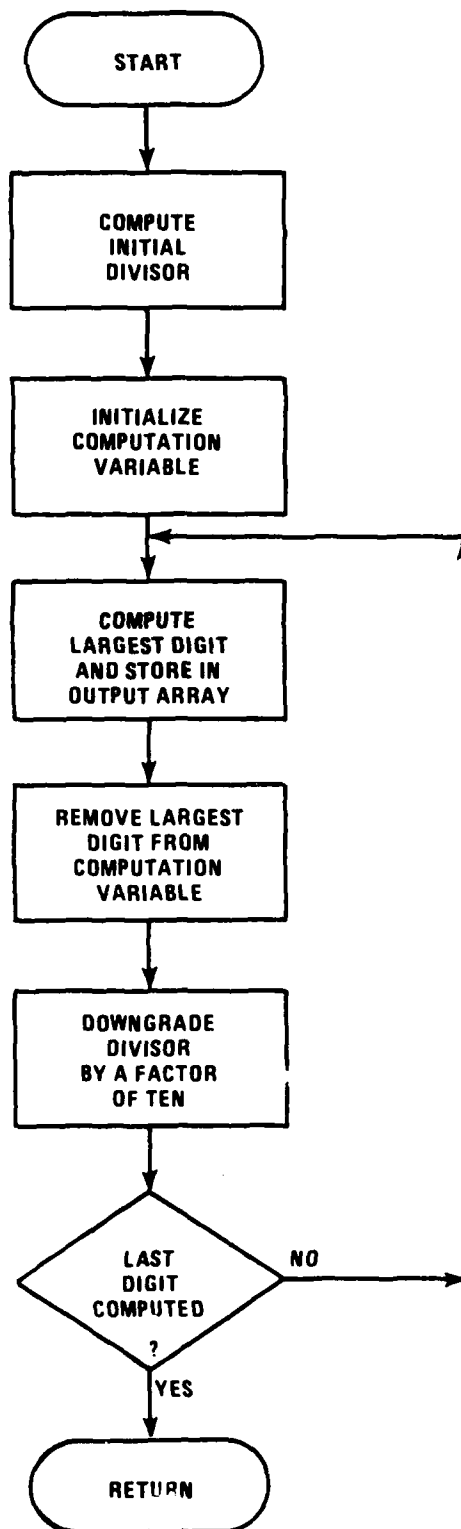 START
COMPUTE
INITIAL
DIVISOR
INITIALIZE
COMPUTATION
VARIABLE
COMPUTE
LARGEST DIGIT
AND STORE IN
OUTPUT ARRAY
REMOVE LARGEST
DIGIT FROM
COMPUTATION
VARIABLE
DOWNGRADE
DIVISOR
BY A FACTOR
OF TEN
LAST
DIGIT
COMPUTED
?
NO
YES
RETURN